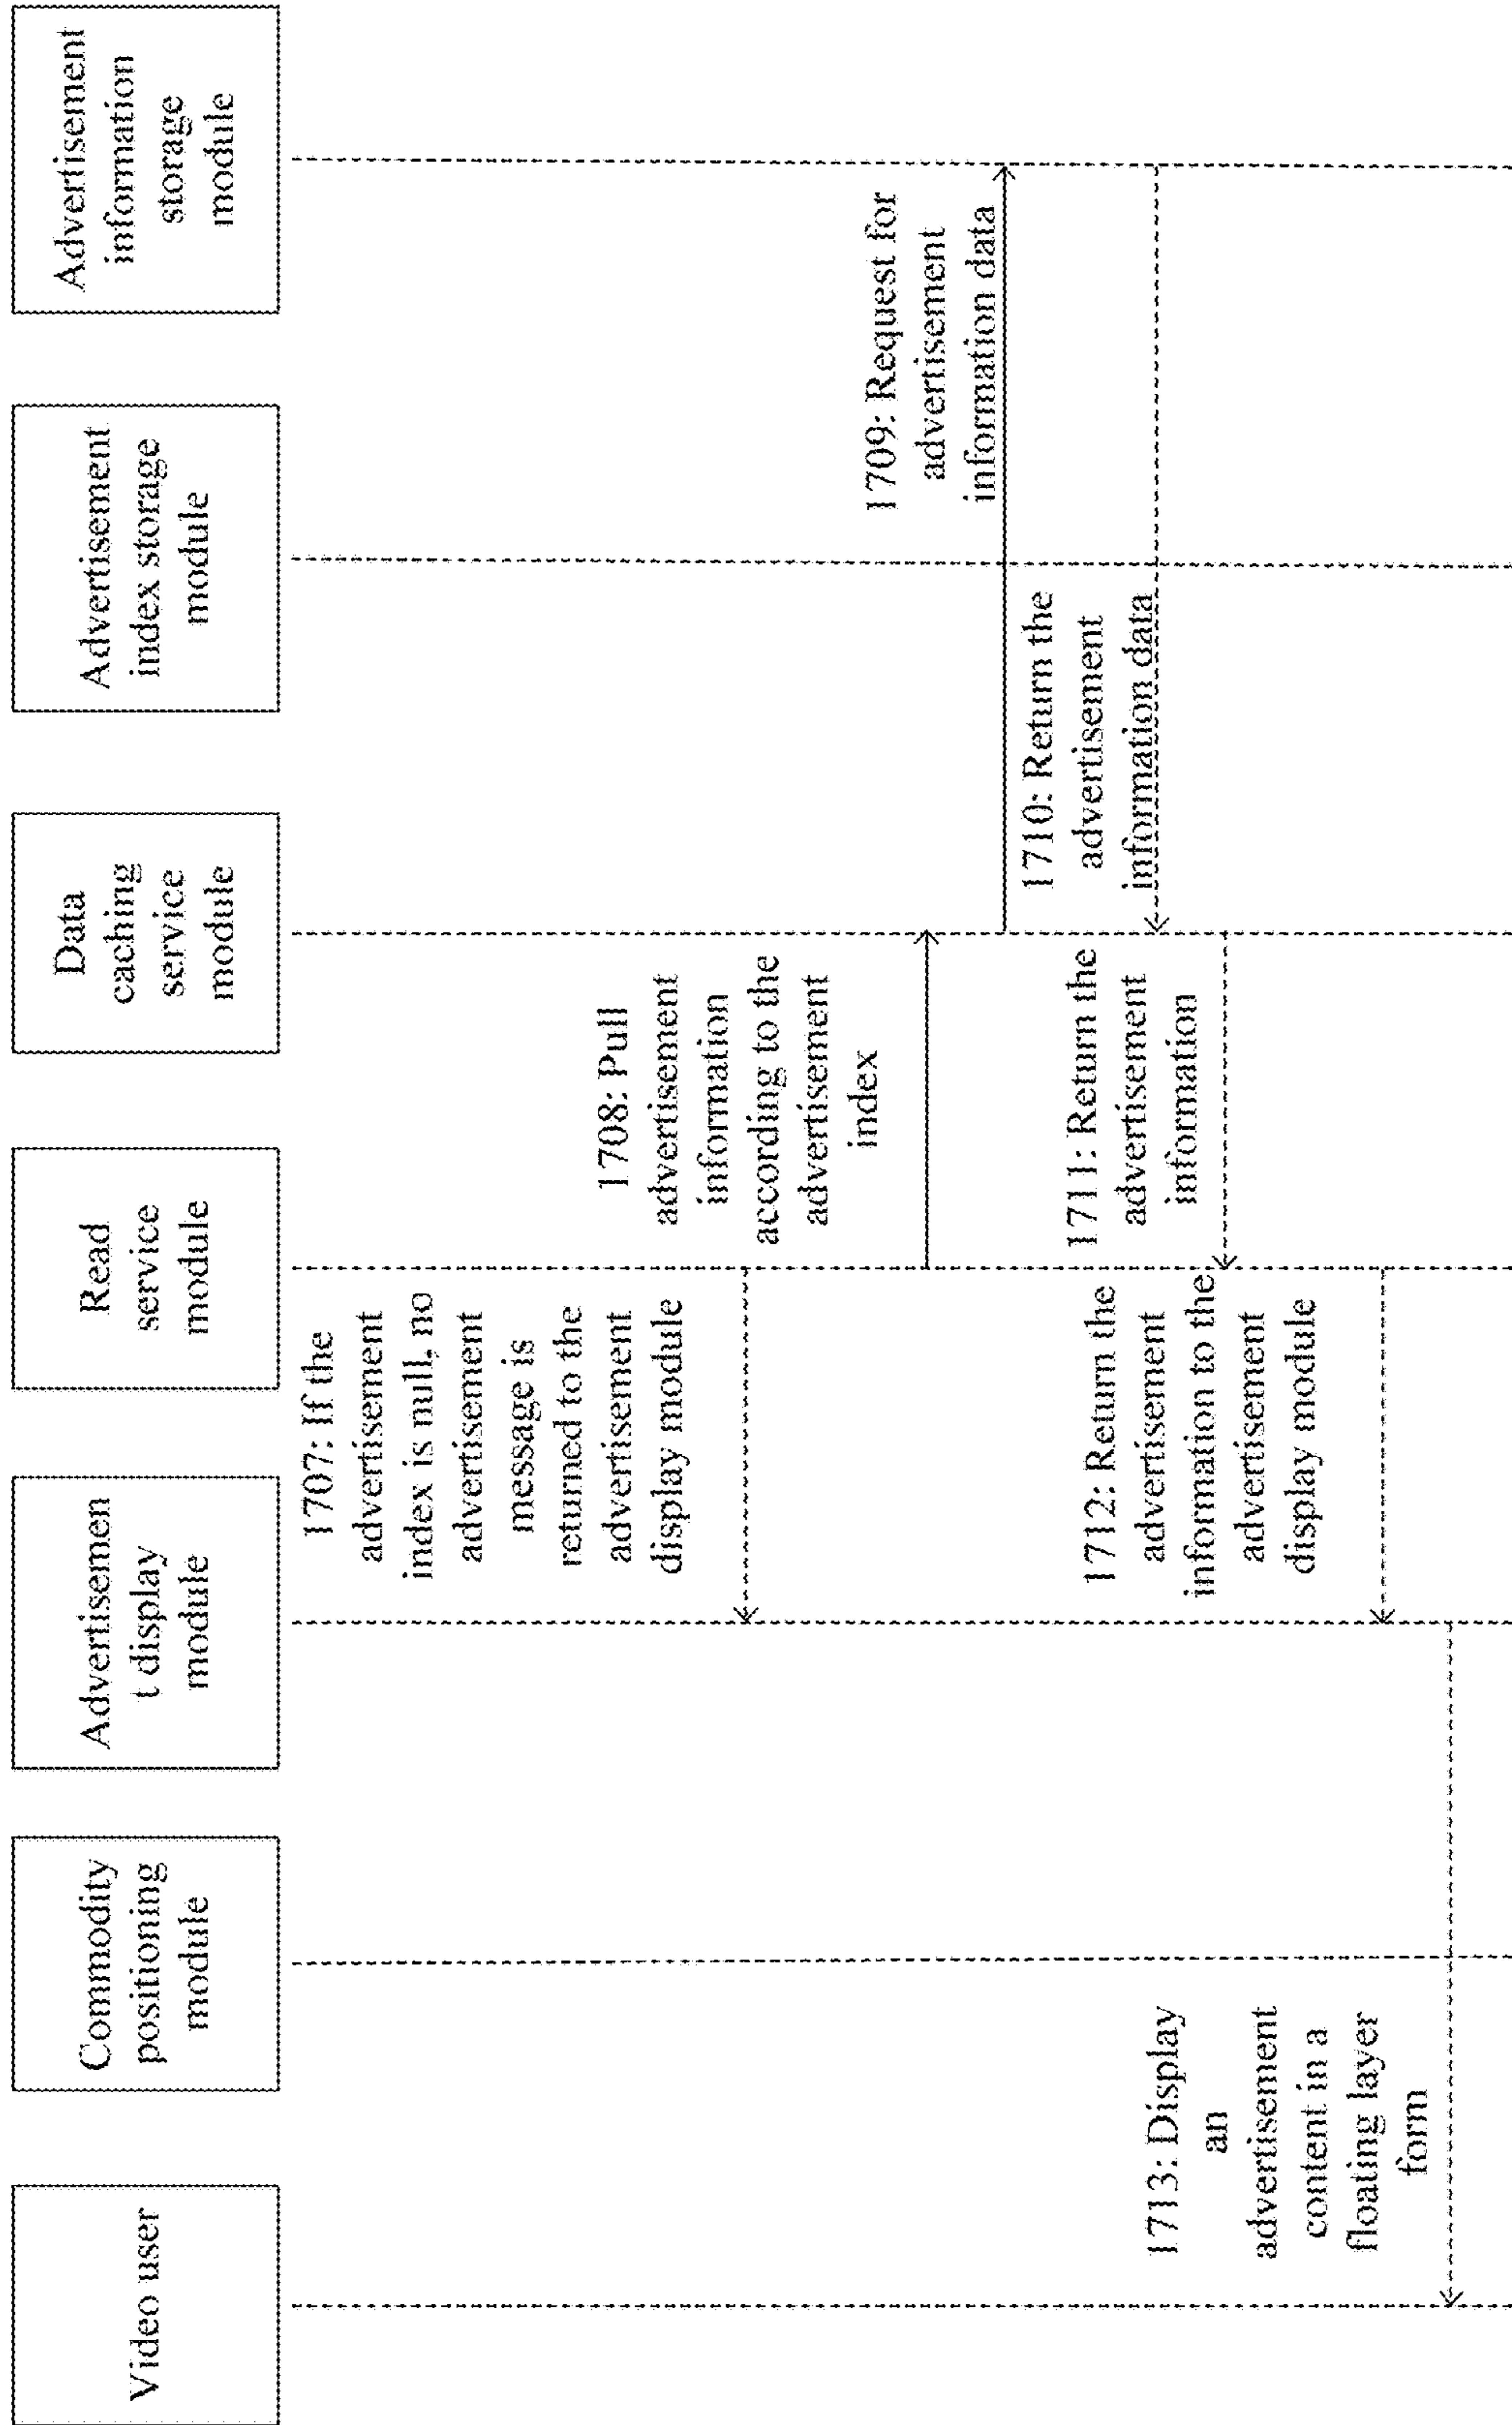 Video user
Commodity
positioning
module
Advertisemen
t display
module
Read
service
module
Data
caching
service
module
Advertisement
index storage
module
Advertisement
information
storage
module
1707: If the
advertisement
index is null, no
advertisement
message is
returned to the
advertisement
display module
1708: Pull
advertisement
information
according to the
advertisement
index
1709: Request for
advertisement
information data
1710: Return the
advertisement
information data
1711: Return the
advertisement
information
1712: Return the
advertisement
information to the
advertisement
display module
1713: Display
an
advertisement
content in a
floating layer
form